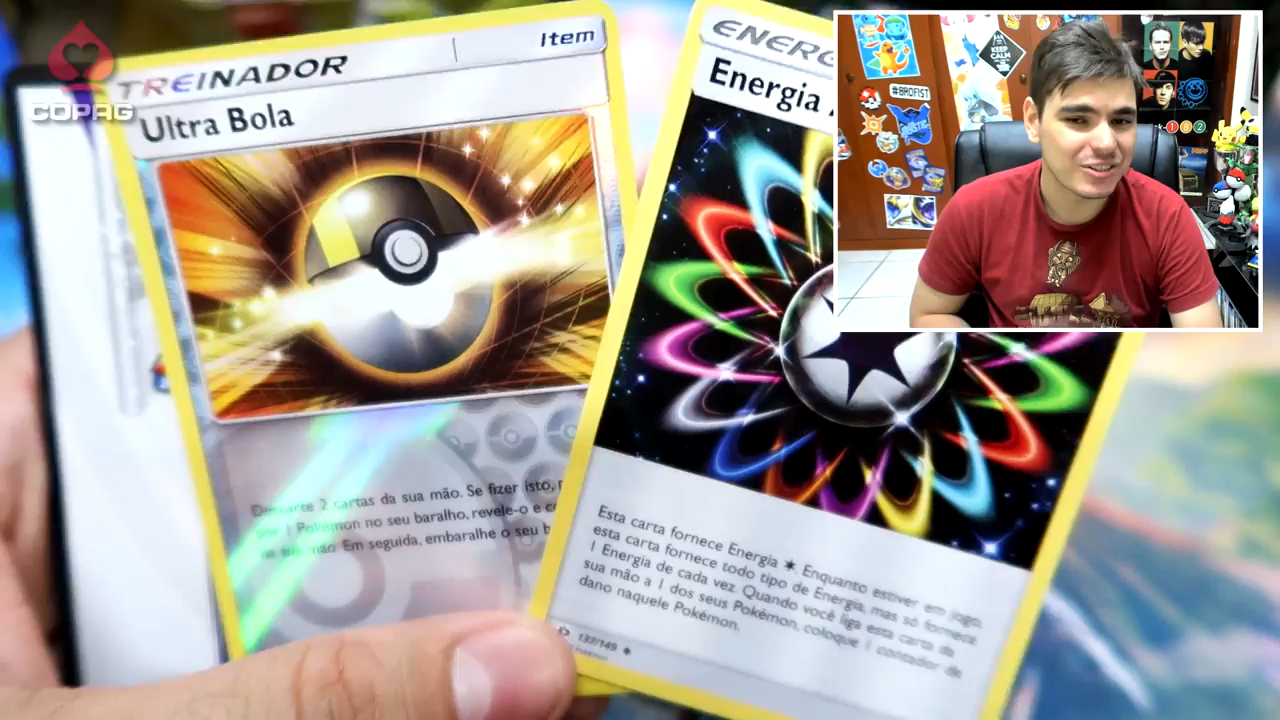 COPAG
TREINADOR
Item
Ultra Bola
Descarte 2 cartas da sua mão. Se fizer isto,
por 1 Pokémon no seu baralho, revele-o e
sua mão. Em seguida, embaralhe o seu
ENERG
Energia
Esta carta fornece Energia ✶. Enquanto estiver em jogo,
esta carta fornece todo tipo de Energia, mas só fornece
1 Energia de cada vez. Quando você liga esta carta da
sua mão a 1 dos seus Pokémon, coloque 1 contador de
dano naquele Pokémon.
137/149
KEEP
CALM
#BROFIST
182